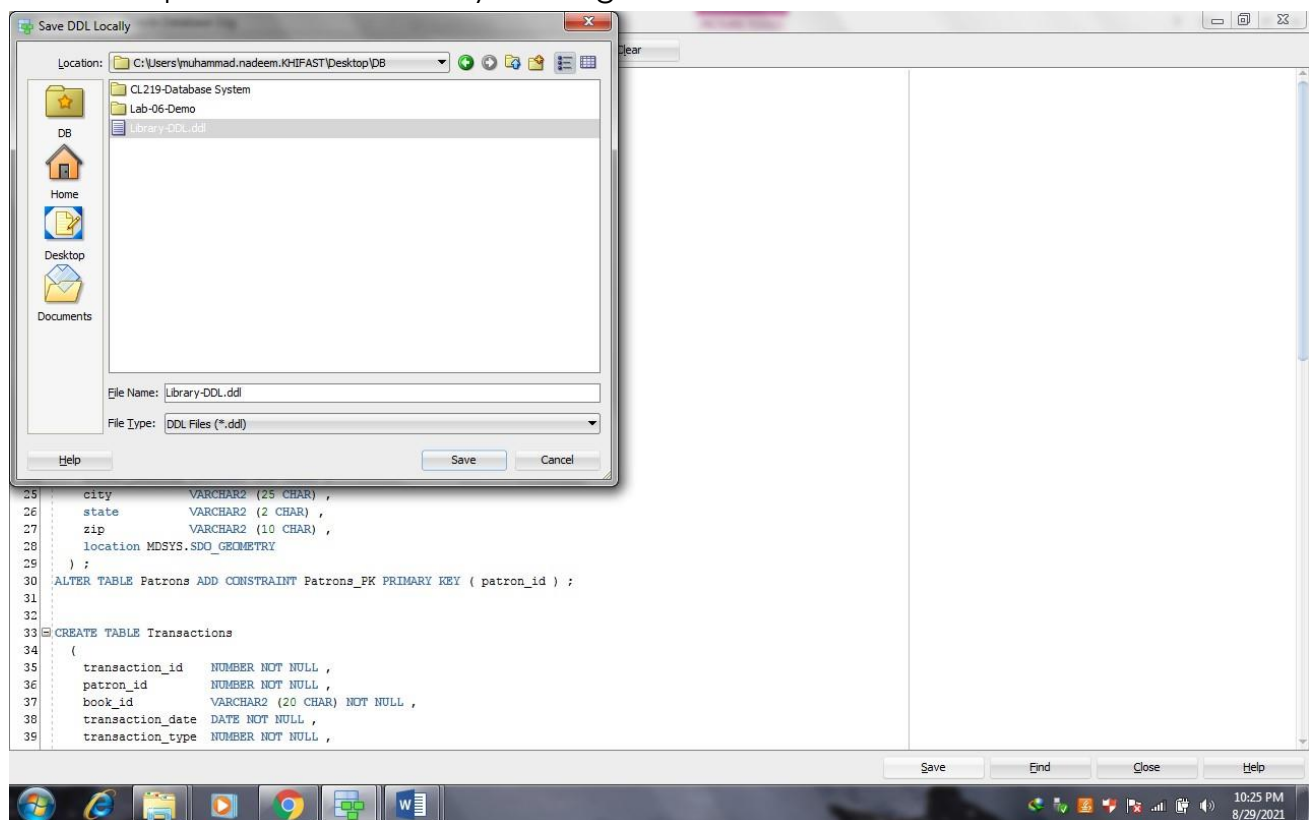 Save DDL Locally
Clear
Location: C:\Users\muhammad.nadeem.KHIFAST\Desktop\DB
CL219-Database System
Lab-06-Demo
Library-DDL.ddl
DB
Home
Desktop
Documents
File Name: Library-DDL.ddl
File Type: DDL Files (*.ddl)
Help Save Cancel
25 city VARCHAR2 (25 CHAR) ,
26 state VARCHAR2 (2 CHAR) ,
27 zip VARCHAR2 (10 CHAR) ,
28 location MDSYS.SDO_GEOMETRY
29 ) ;
30 ALTER TABLE Patrons ADD CONSTRAINT Patrons_PK PRIMARY KEY ( patron_id ) ;
31
32
33 CREATE TABLE Transactions
34 (
35 transaction_id NUMBER NOT NULL ,
36 patron_id NUMBER NOT NULL ,
37 book_id VARCHAR2 (20 CHAR) NOT NULL ,
38 transaction_date DATE NOT NULL ,
39 transaction_type NUMBER NOT NULL ,
Save Find Close Help
10:25 PM
8/29/2021